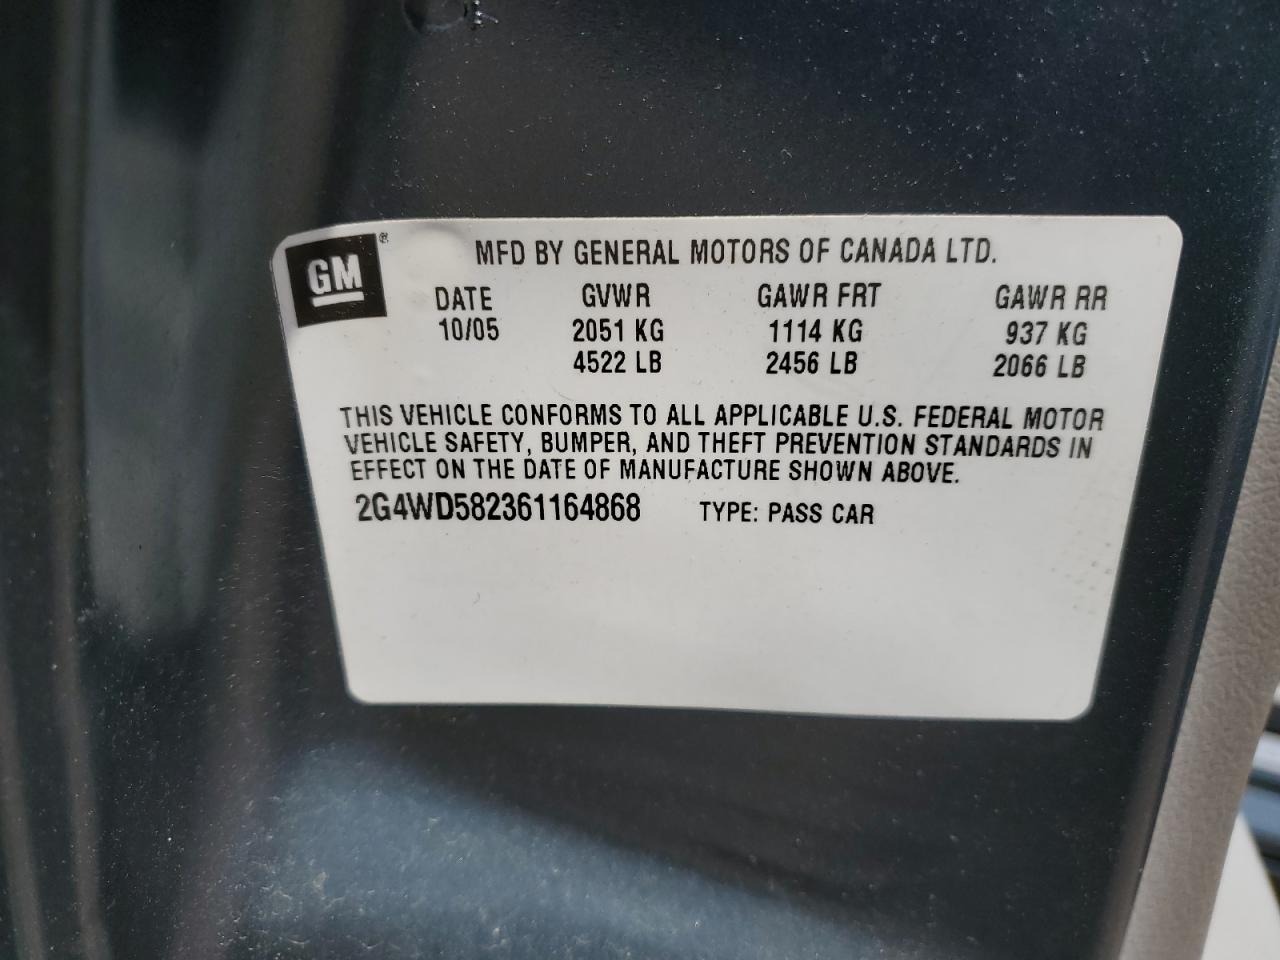 GM®
MFD BY GENERAL MOTORS OF CANADA LTD.
DATE GVWR GAWR FRT GAWR RR
10/05 2051 KG 1114 KG 937 KG
4522 LB 2456 LB 2066 LB
THIS VEHICLE CONFORMS TO ALL APPLICABLE U.S. FEDERAL MOTOR
VEHICLE SAFETY, BUMPER, AND THEFT PREVENTION STANDARDS IN
EFFECT ON THE DATE OF MANUFACTURE SHOWN ABOVE.
2G4WD582361164868 TYPE: PASS CAR